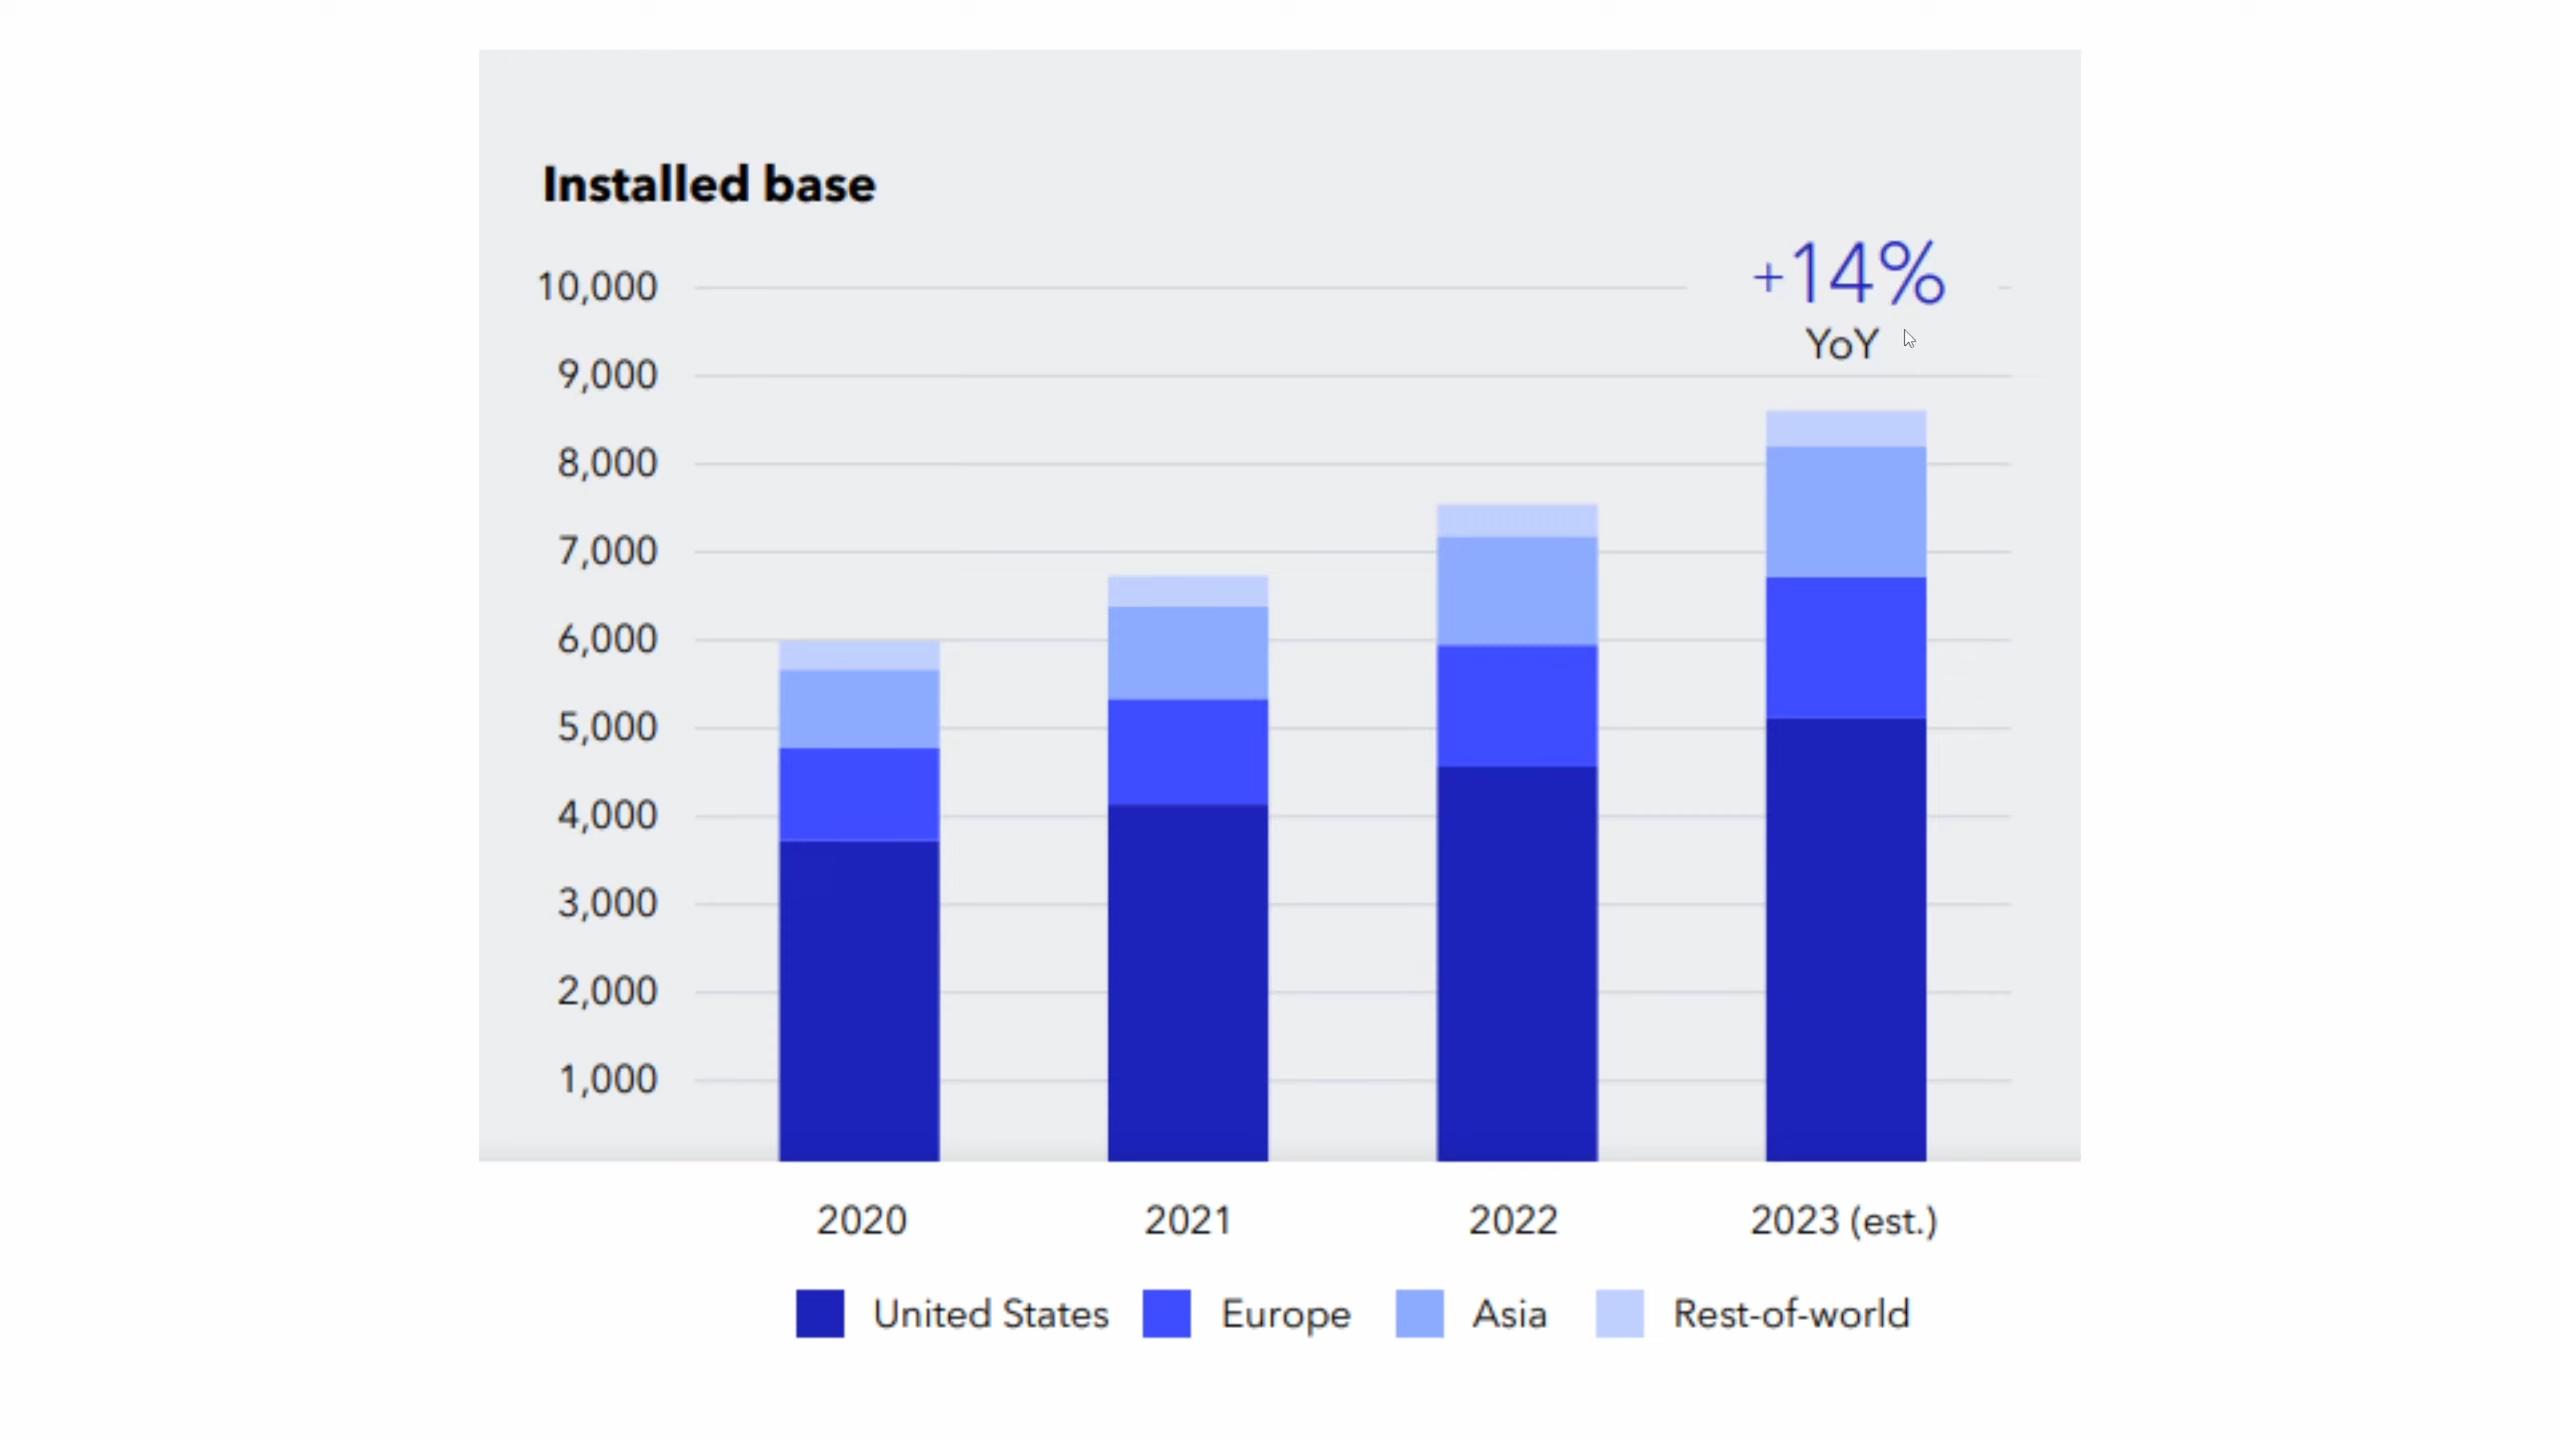 Installed base
+14%
YoY
10,000
9,000
8,000
7,000
6,000
5,000
4,000
3,000
2,000
1,000
2020 2021 2022 2023 (est.)
United States Europe Asia Rest-of-world